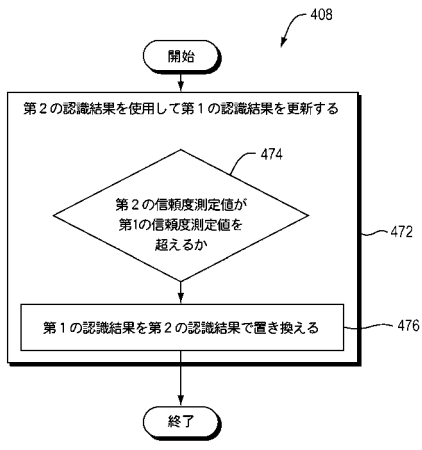 408
開始
第2の認識結果を使用して第1の認識結果を更新する
474
第2の信頼度測定値が
第1の信頼度測定値を
超えるか
472
第1の認識結果を第2の認識結果で置き換える
476
終了